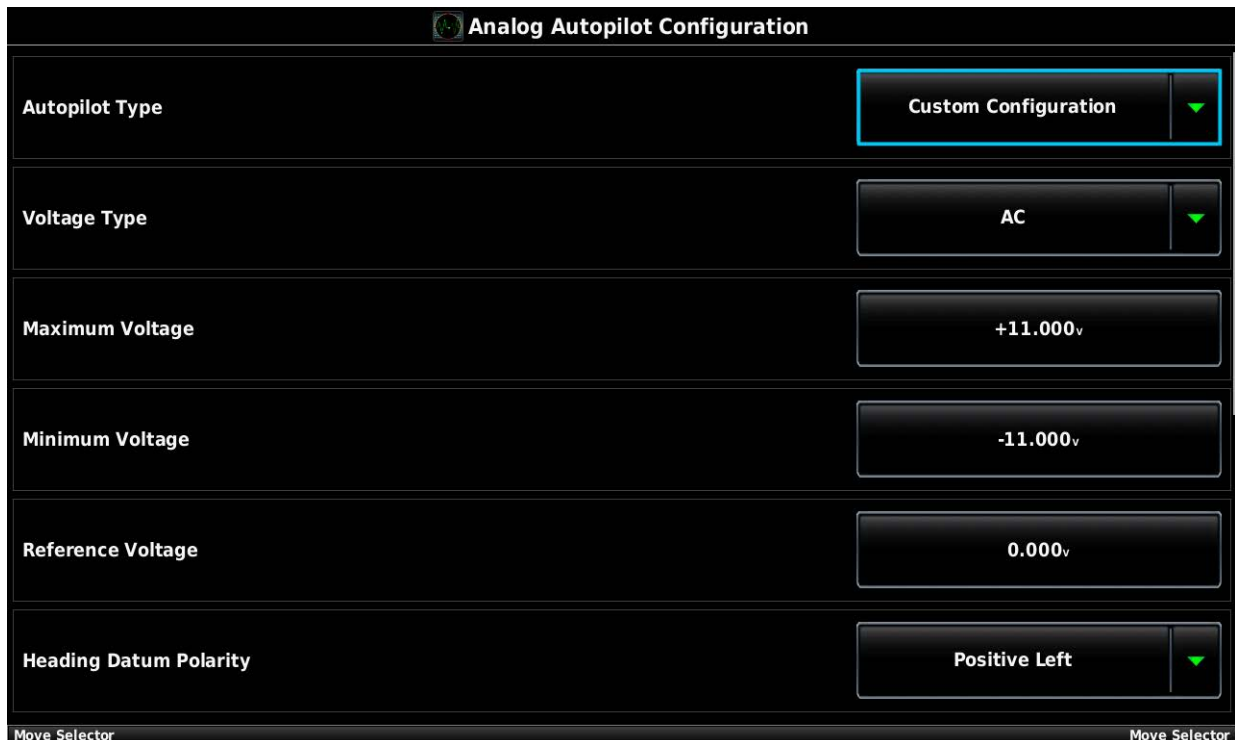 Analog Autopilot Configuration
Autopilot Type
Custom Configuration
Voltage Type
AC
Maximum Voltage
+11.000v
Minimum Voltage
-11.000v
Reference Voltage
0.000v
Heading Datum Polarity
Positive Left
Move Selector
Move Selector